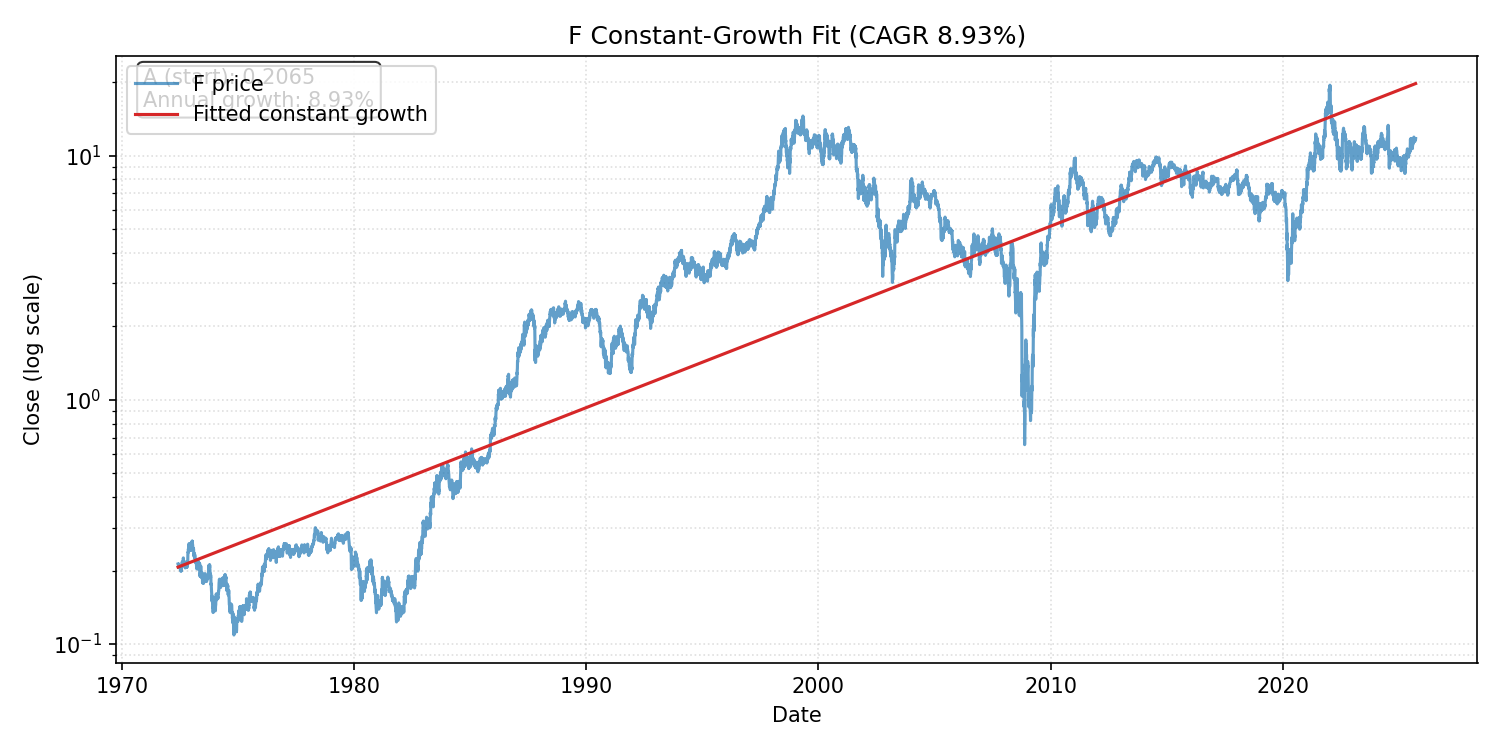 F Constant-Growth Fit (CAGR 8.93%)
A (start): 0.2065
Annual growth: 8.93%
F price
Fitted constant growth
Close (log scale)
10¹
10⁰
10⁻¹
1970 1980 1990 2000 2010 2020
Date